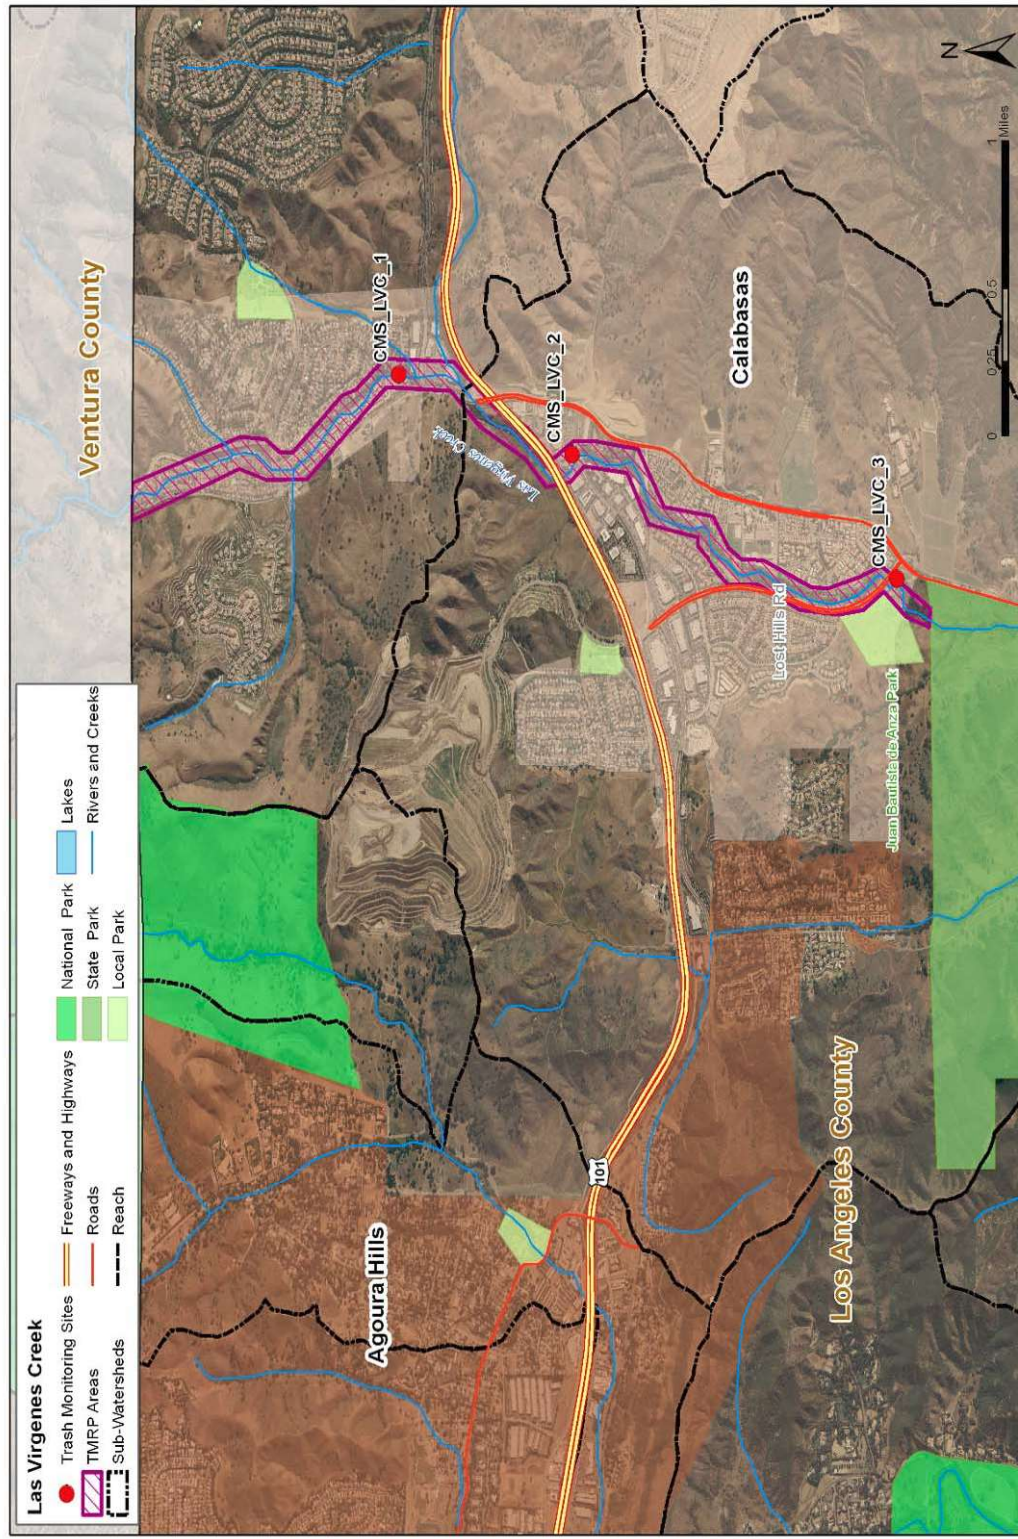 Las Virgenes Creek
Trash Monitoring Sites
TMRP Areas
Sub-Watersheds
Freeways and Highways
Roads
Reach
National Park
State Park
Local Park
Lakes
Rivers and Creeks
Ventura County
CMS_LVC_1
Las Virgenes Creek
CMS_LVC_2
Calabasas
CMS_LVC_3
Lost Hills Rd
Juan Bautista de Anza Park
Agoura Hills
101
Los Angeles County
N
0 0.25 0.5 1
Miles